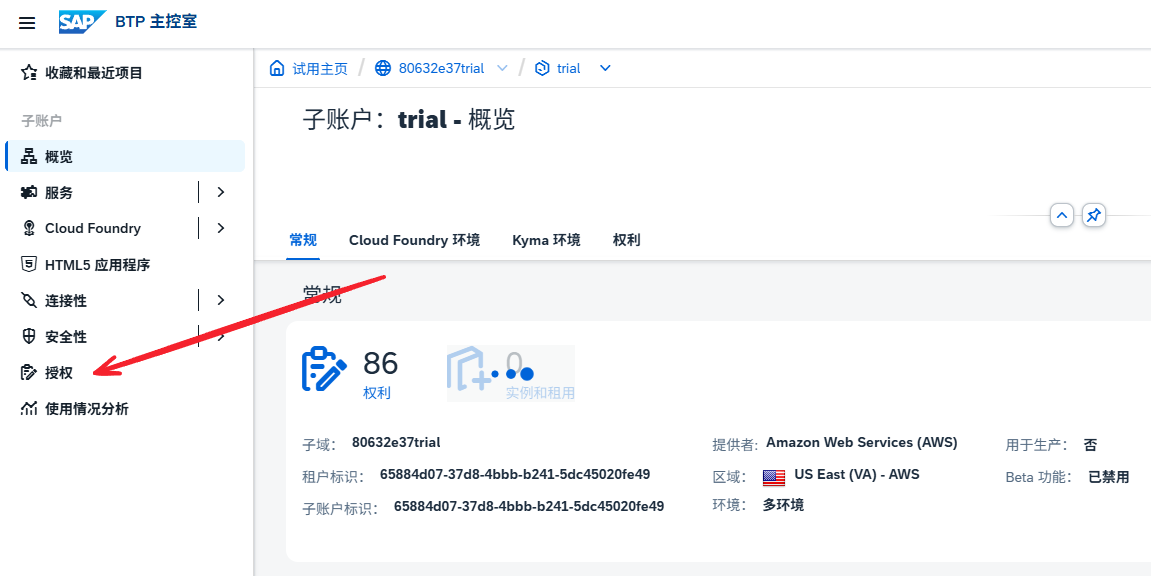 SAP BTP 主控室
收藏和最近项目
子账户
概览
服务
Cloud Foundry
HTML5 应用程序
连接性
安全性
授权
使用情况分析
试用主页 / 80632e37trial / trial
子账户：trial - 概览
常规 Cloud Foundry 环境 Kyma 环境 权利
常规
86 权利
0 实例和租用
子域： 80632e37trial
租户标识： 65884d07-37d8-4bbb-b241-5dc45020fe49
子账户标识： 65884d07-37d8-4bbb-b241-5dc45020fe49
提供者: Amazon Web Services (AWS)
区域： US East (VA) - AWS
环境： 多环境
用于生产： 否
Beta 功能： 已禁用